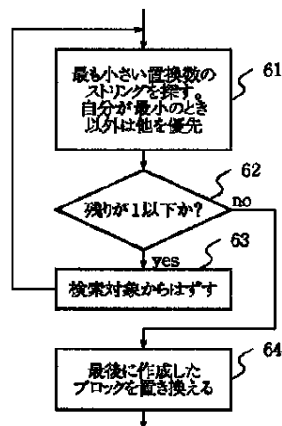 最も小さい置換数の
ストリングを探す。
自分が最小のとき
以外は他を優先
61
残りが1以下か?
62
no
yes
63
検索対象からはずす
最後に作成した
ブロックを置き換える
64